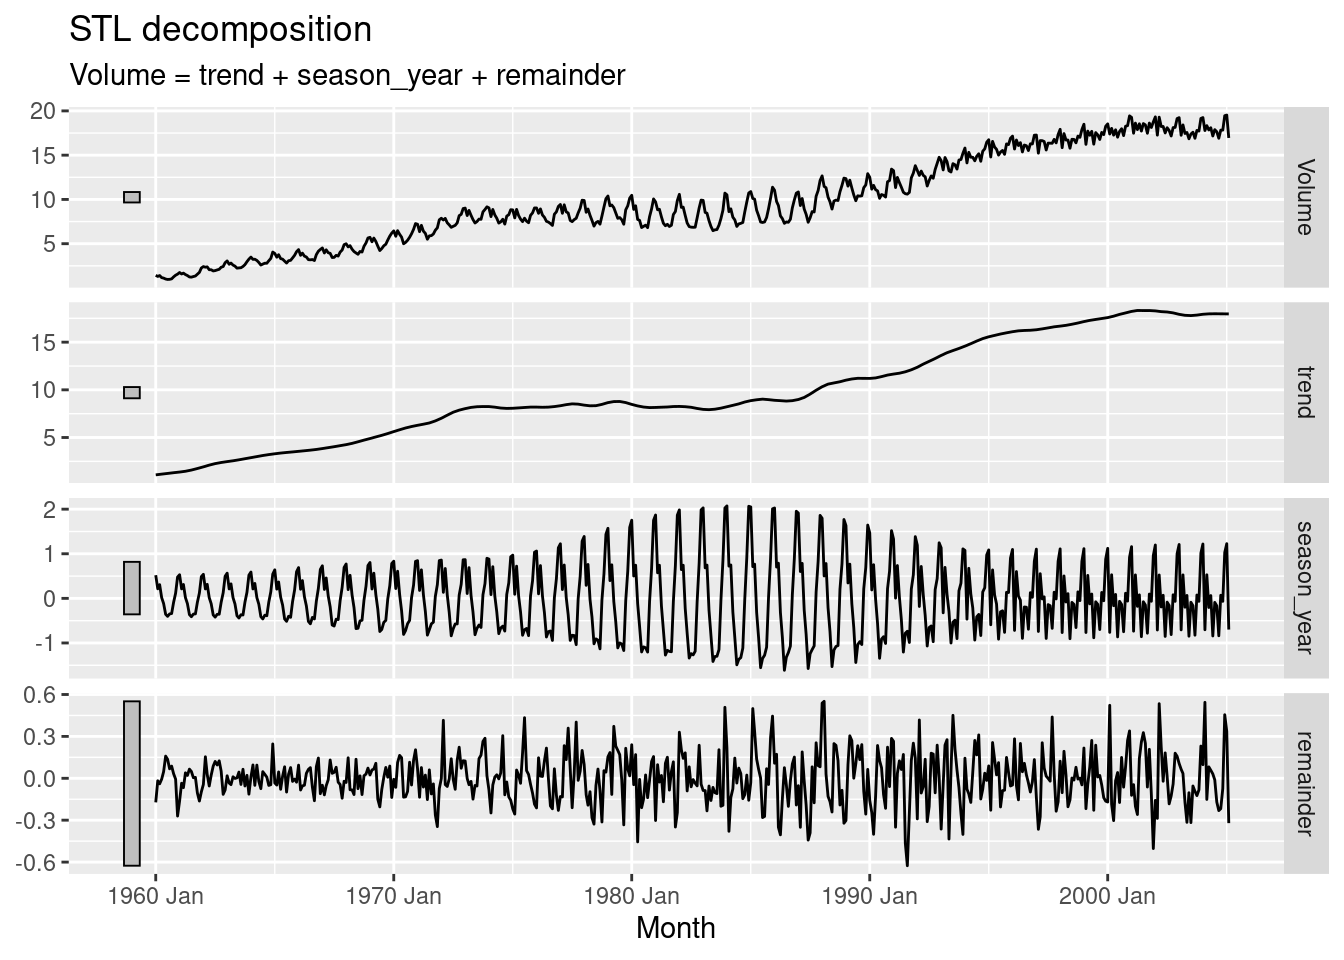 STL decomposition
Volume = trend + season_year + remainder
20
15
10
5
Volume
15
10
5
trend
2
1
0
-1
season_year
0.6
0.3
0.0
-0.3
-0.6
remainder
1960 Jan 1970 Jan 1980 Jan 1990 Jan 2000 Jan
Month